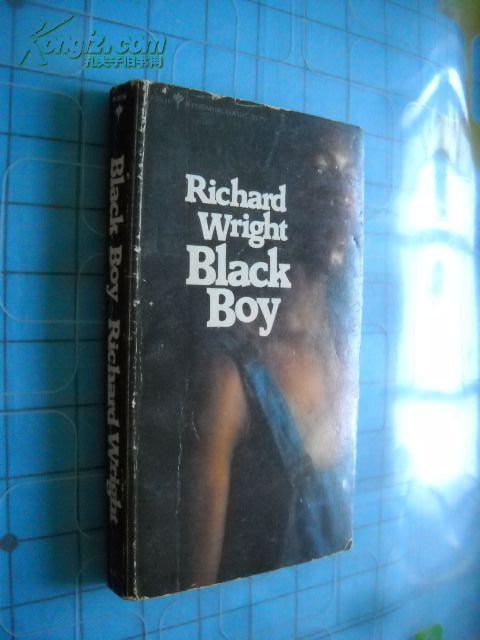 Kongfz.com
孔夫子旧书网
Richard
Wright
Black
Boy
Black Boy Richard Wright